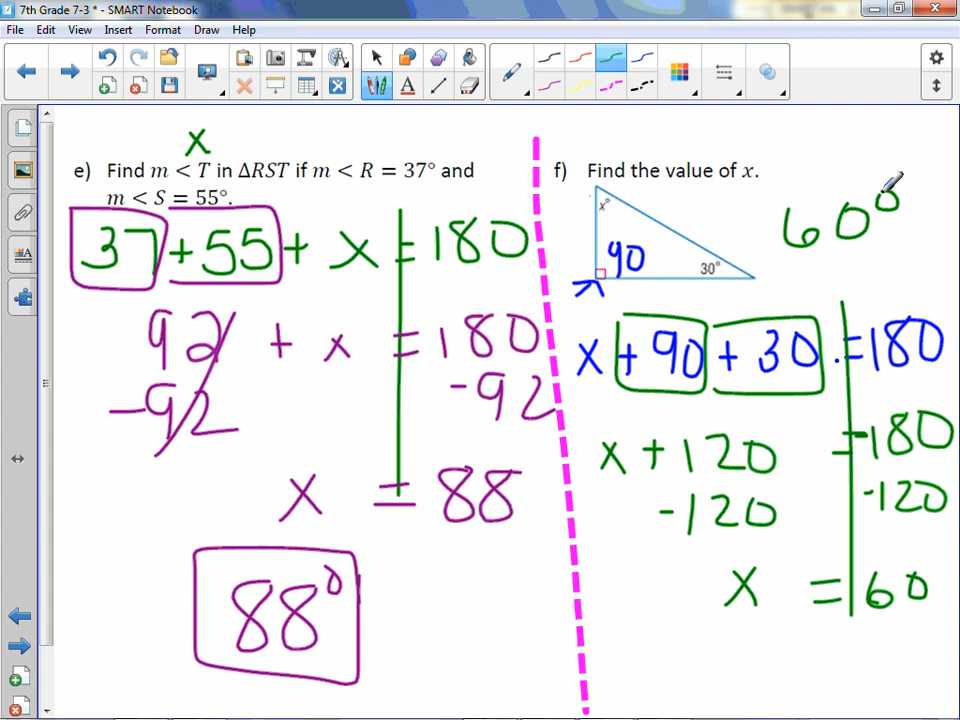 7th Grade 7-3 * - SMART Notebook
File Edit View Insert Format Draw Help
x
e) Find m < T in ΔRST if m < R = 37° and
m < S = 55°.
37 + 55 + x = 180
92 + x = 180
-92 -92
x = 88
88°
f) Find the value of x.
x°
90
30°
60°
x + 90 + 30 = 180
x + 120 = 180
-120 -120
x = 60